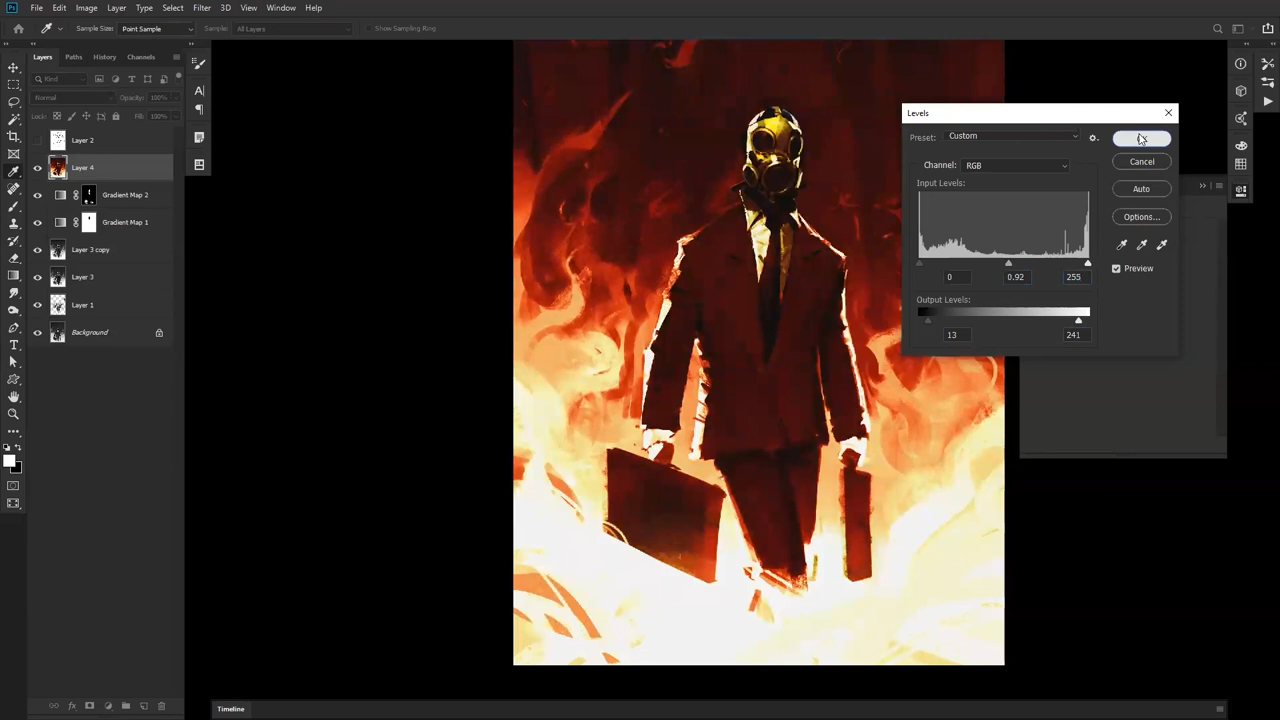 Ps File Edit Image Layer Type Select Filter 3D View Window Help
Sample Size: Point Sample Sample: All Layers Show Sampling Ring
Layers Paths History Channels
Kind
Normal Opacity: 100%
Lock: Fill: 100%
Layer 2
Layer 4
Gradient Map 2
Gradient Map 1
Layer 3 copy
Layer 3
Layer 1
Background
Levels
Preset: Custom
Channel: RGB
Input Levels:
0 0.92 255
Output Levels:
13 241
Cancel
Auto
Options...
Preview
Timeline